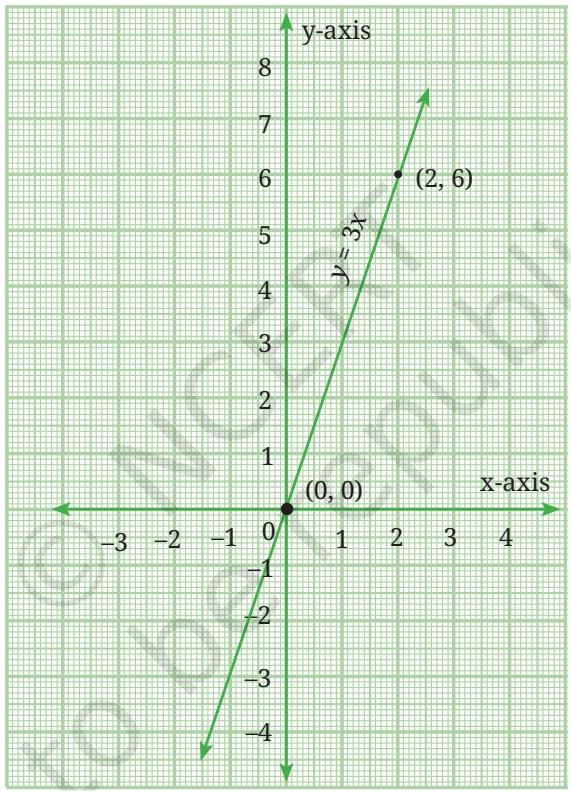 y-axis
8
7
6
(2, 6)
5
y = 3x
4
3
2
1
(0, 0)
x-axis
–3 –2 –1 0 1 2 3 4
–1
–2
–3
–4
© NCERT
to be republi